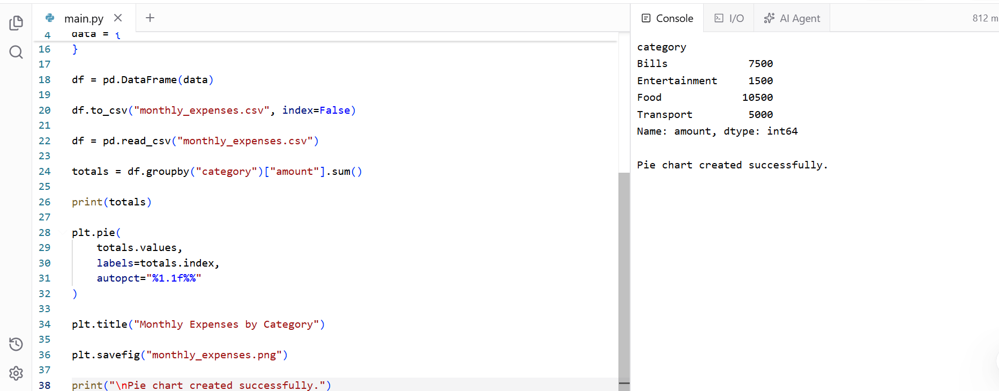 main.py
4 data = {
16 }
17
18 df = pd.DataFrame(data)
19
20 df.to_csv("monthly_expenses.csv", index=False)
21
22 df = pd.read_csv("monthly_expenses.csv")
23
24 totals = df.groupby("category")["amount"].sum()
25
26 print(totals)
27
28 plt.pie(
29     totals.values,
30     labels=totals.index,
31     autopct="%1.1f%%"
32 )
33
34 plt.title("Monthly Expenses by Category")
35
36 plt.savefig("monthly_expenses.png")
37
38 print("\nPie chart created successfully.")
Console I/O AI Agent 812 m
category
Bills 7500
Entertainment 1500
Food 10500
Transport 5000
Name: amount, dtype: int64
Pie chart created successfully.